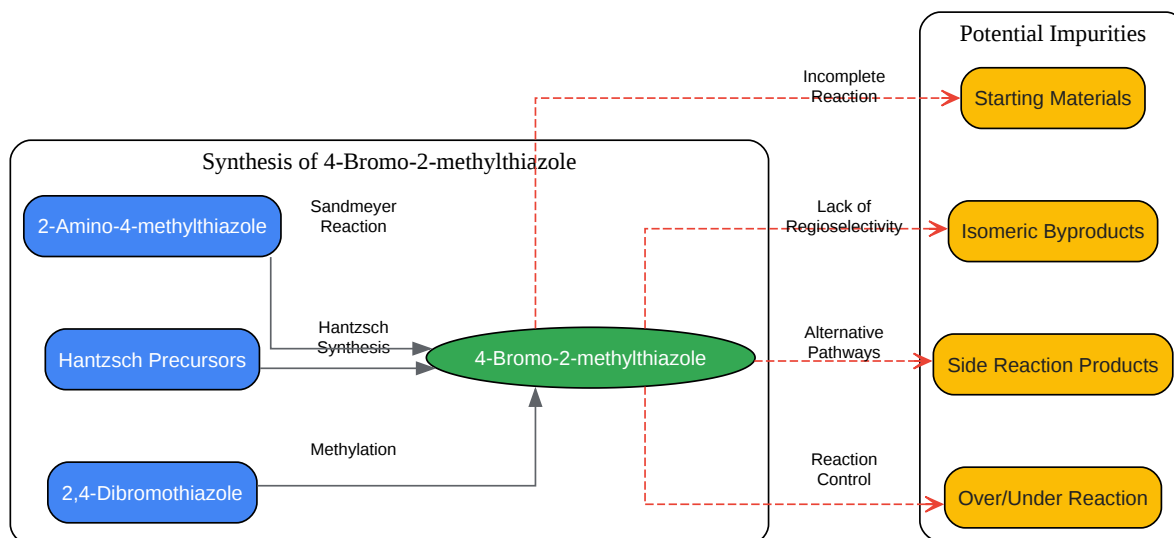 Potential Impurities
Incomplete
Reaction
Starting Materials
Synthesis of 4-Bromo-2-methylthiazole
2-Amino-4-methylthiazole
Sandmeyer
Reaction
Lack of
Regioselectivity
Isomeric Byproducts
Hantzsch Precursors
Hantzsch
Synthesis
4-Bromo-2-methylthiazole
Alternative
Pathways
Side Reaction Products
2,4-Dibromothiazole
Methylation
Reaction
Control
Over/Under Reaction